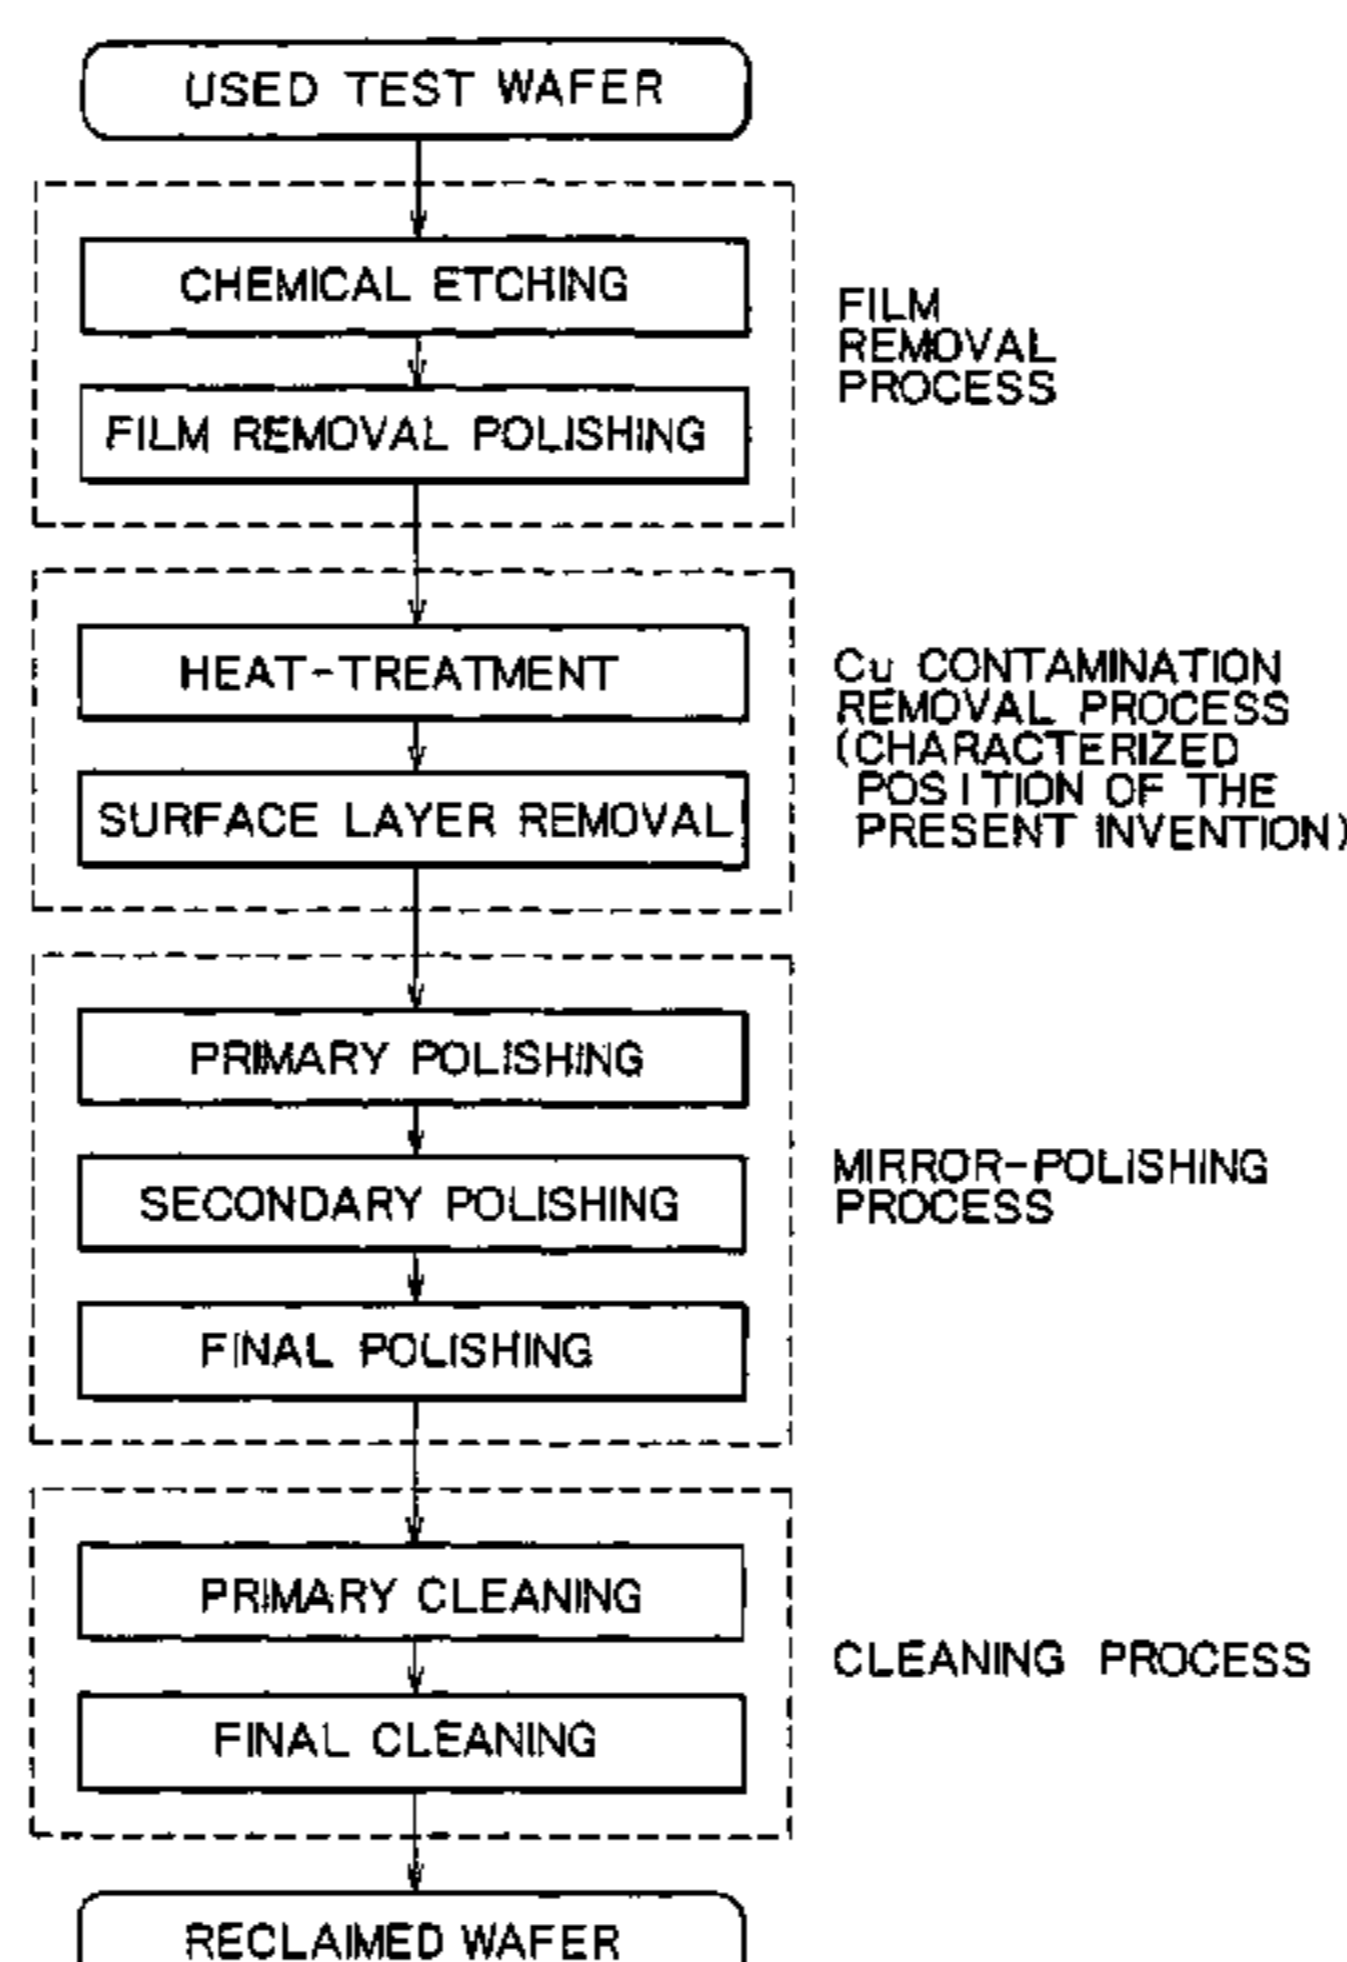 USED TEST WAFER
CHEMICAL ETCHING
FILM REMOVAL POLISHING
FILM
REMOVAL
PROCESS
HEAT-TREATMENT
SURFACE LAYER REMOVAL
Cu CONTAMINATION
REMOVAL PROCESS
(CHARACTERIZED
POSITION OF THE
PRESENT INVENTION)
PRIMARY POLISHING
SECONDARY POLISHING
FINAL POLISHING
MIRROR-POLISHING
PROCESS
PRIMARY CLEANING
FINAL CLEANING
CLEANING PROCESS
RECLAIMED WAFER